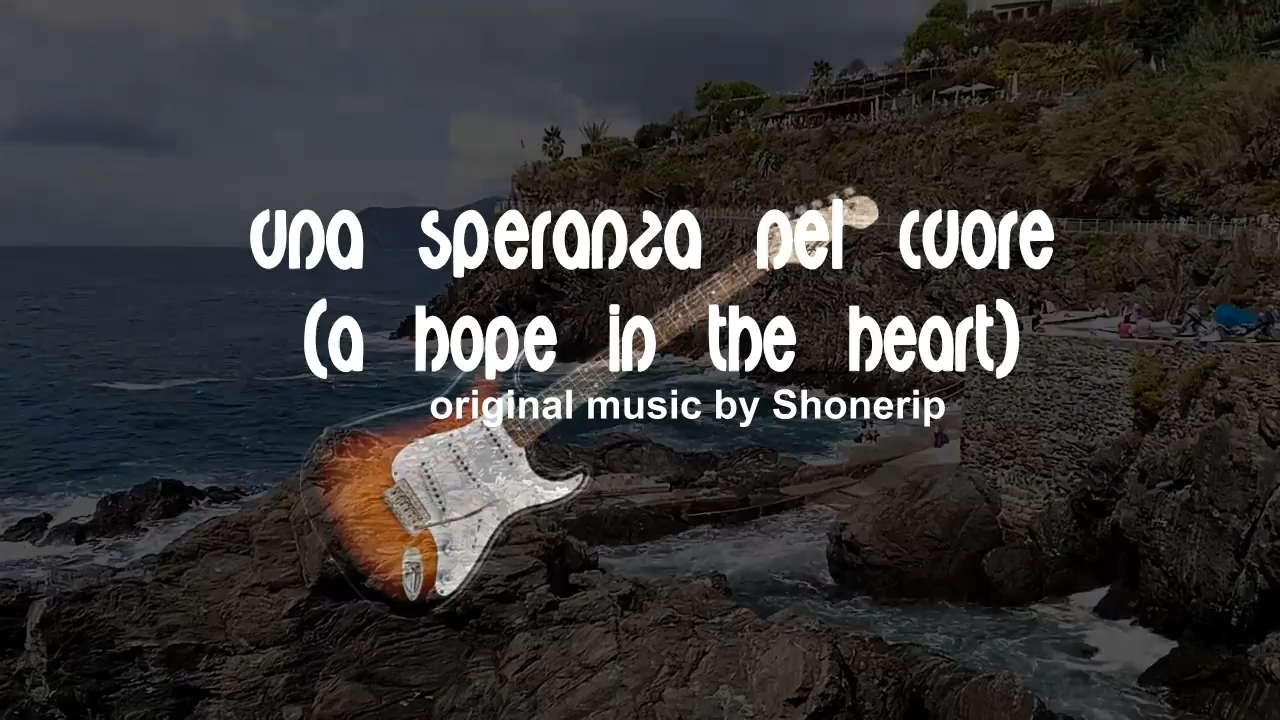 una speranza nel cuore
(a hope in the heart)
original music by Shonerip